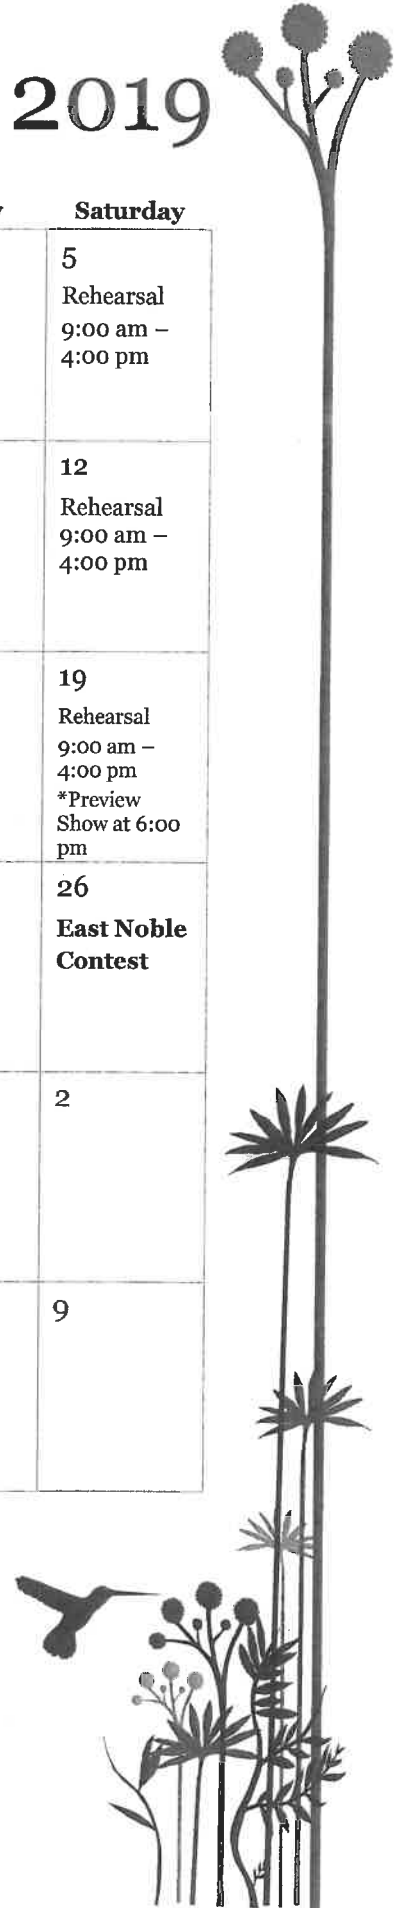 2019
Saturday
5
Rehearsal
9:00 am –
4:00 pm
12
Rehearsal
9:00 am –
4:00 pm
19
Rehearsal
9:00 am –
4:00 pm
*Preview
Show at 6:00
pm
26
East Noble
Contest
2
9